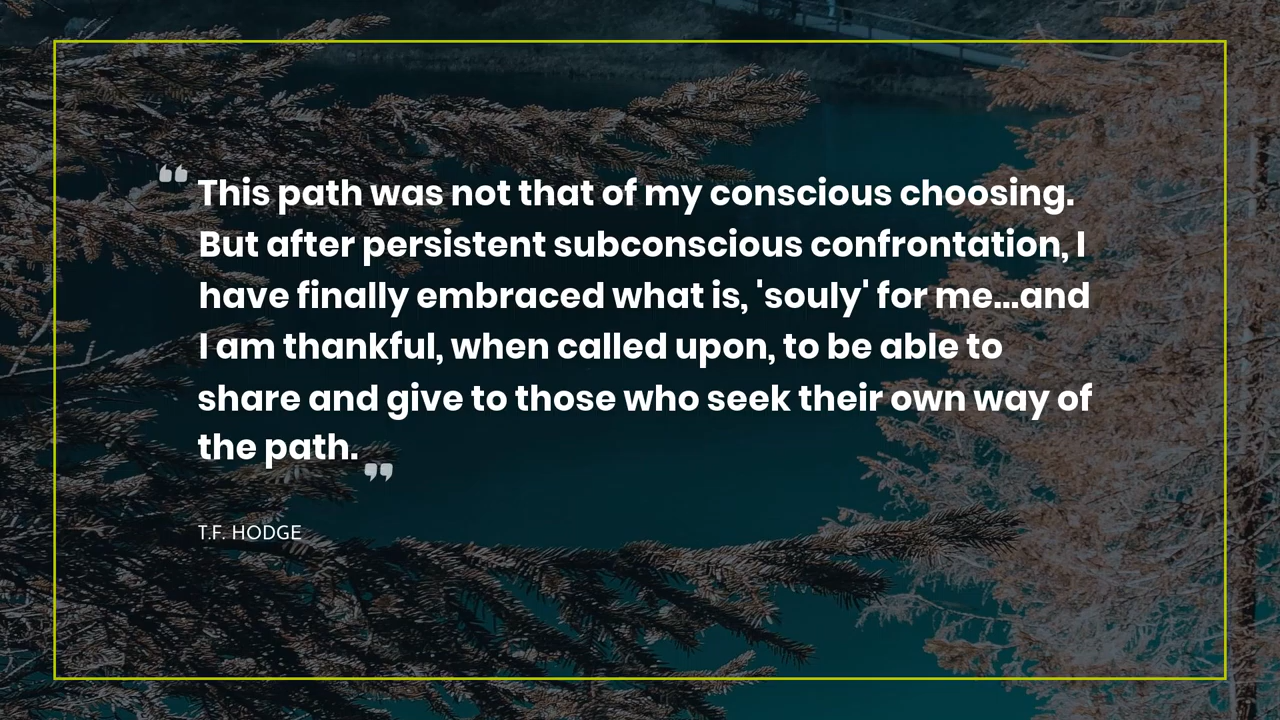 “This path was not that of my conscious choosing.
But after persistent subconscious confrontation, I
have finally embraced what is, 'souly' for me...and
I am thankful, when called upon, to be able to
share and give to those who seek their own way of
the path.”
T.F. HODGE